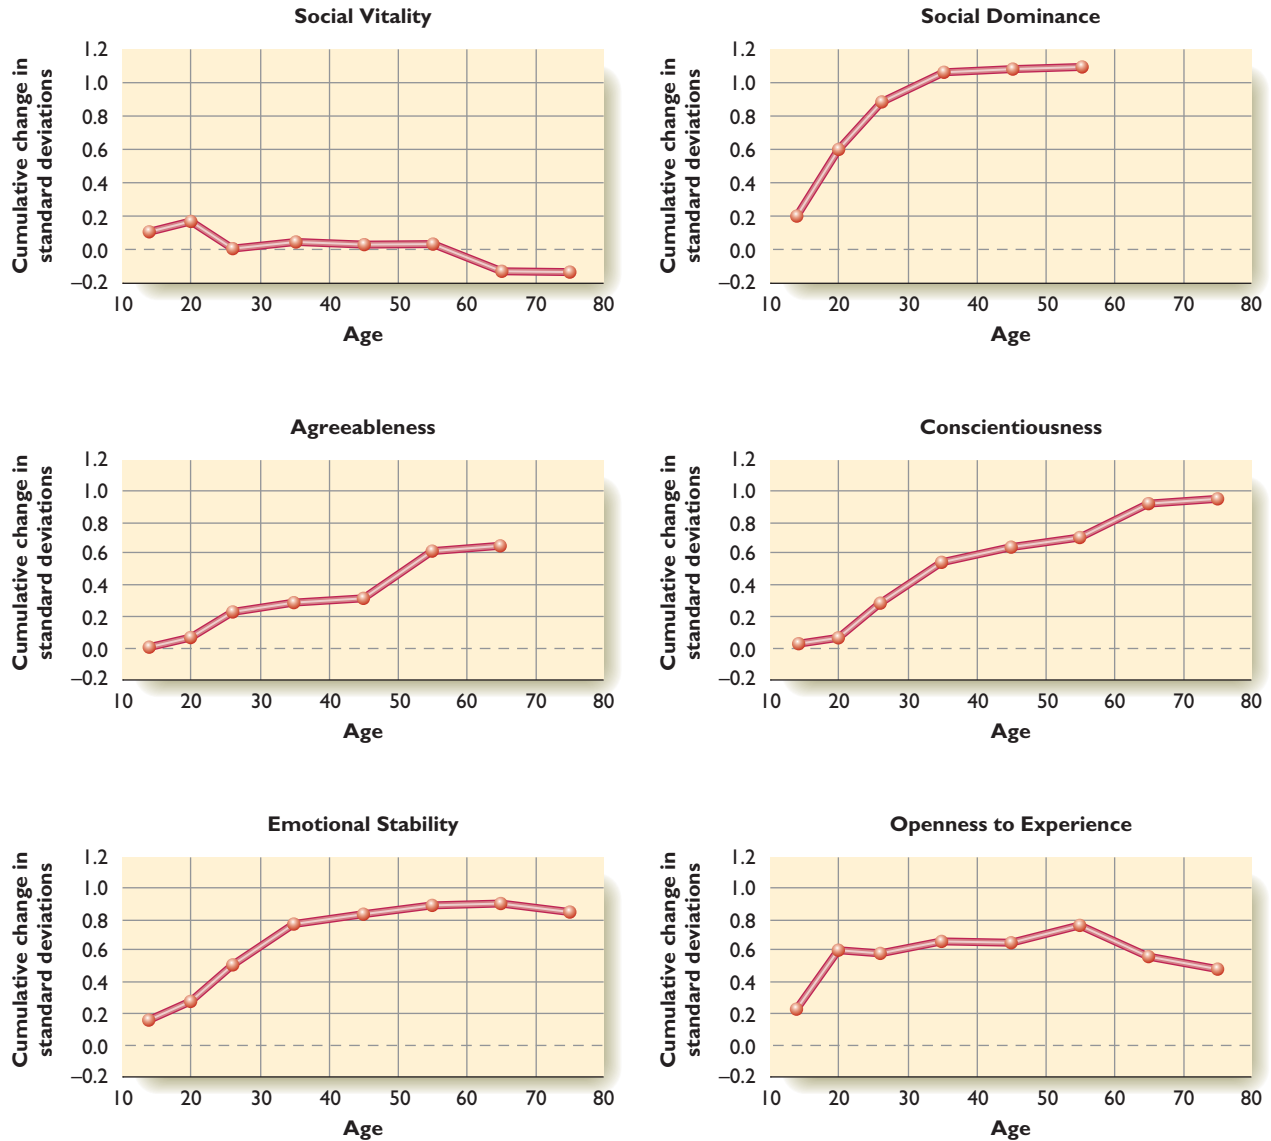 Social Vitality
Cumulative change in
standard deviations
1.2
1.0
0.8
0.6
0.4
0.2
0.0
–0.2
10 20 30 40 50 60 70 80
Age
Social Dominance
Cumulative change in
standard deviations
1.2
1.0
0.8
0.6
0.4
0.2
0.0
–0.2
10 20 30 40 50 60 70 80
Age
Agreeableness
Cumulative change in
standard deviations
1.2
1.0
0.8
0.6
0.4
0.2
0.0
–0.2
10 20 30 40 50 60 70 80
Age
Conscientiousness
Cumulative change in
standard deviations
1.2
1.0
0.8
0.6
0.4
0.2
0.0
–0.2
10 20 30 40 50 60 70 80
Age
Emotional Stability
Cumulative change in
standard deviations
1.2
1.0
0.8
0.6
0.4
0.2
0.0
–0.2
10 20 30 40 50 60 70 80
Age
Openness to Experience
Cumulative change in
standard deviations
1.2
1.0
0.8
0.6
0.4
0.2
0.0
–0.2
10 20 30 40 50 60 70 80
Age